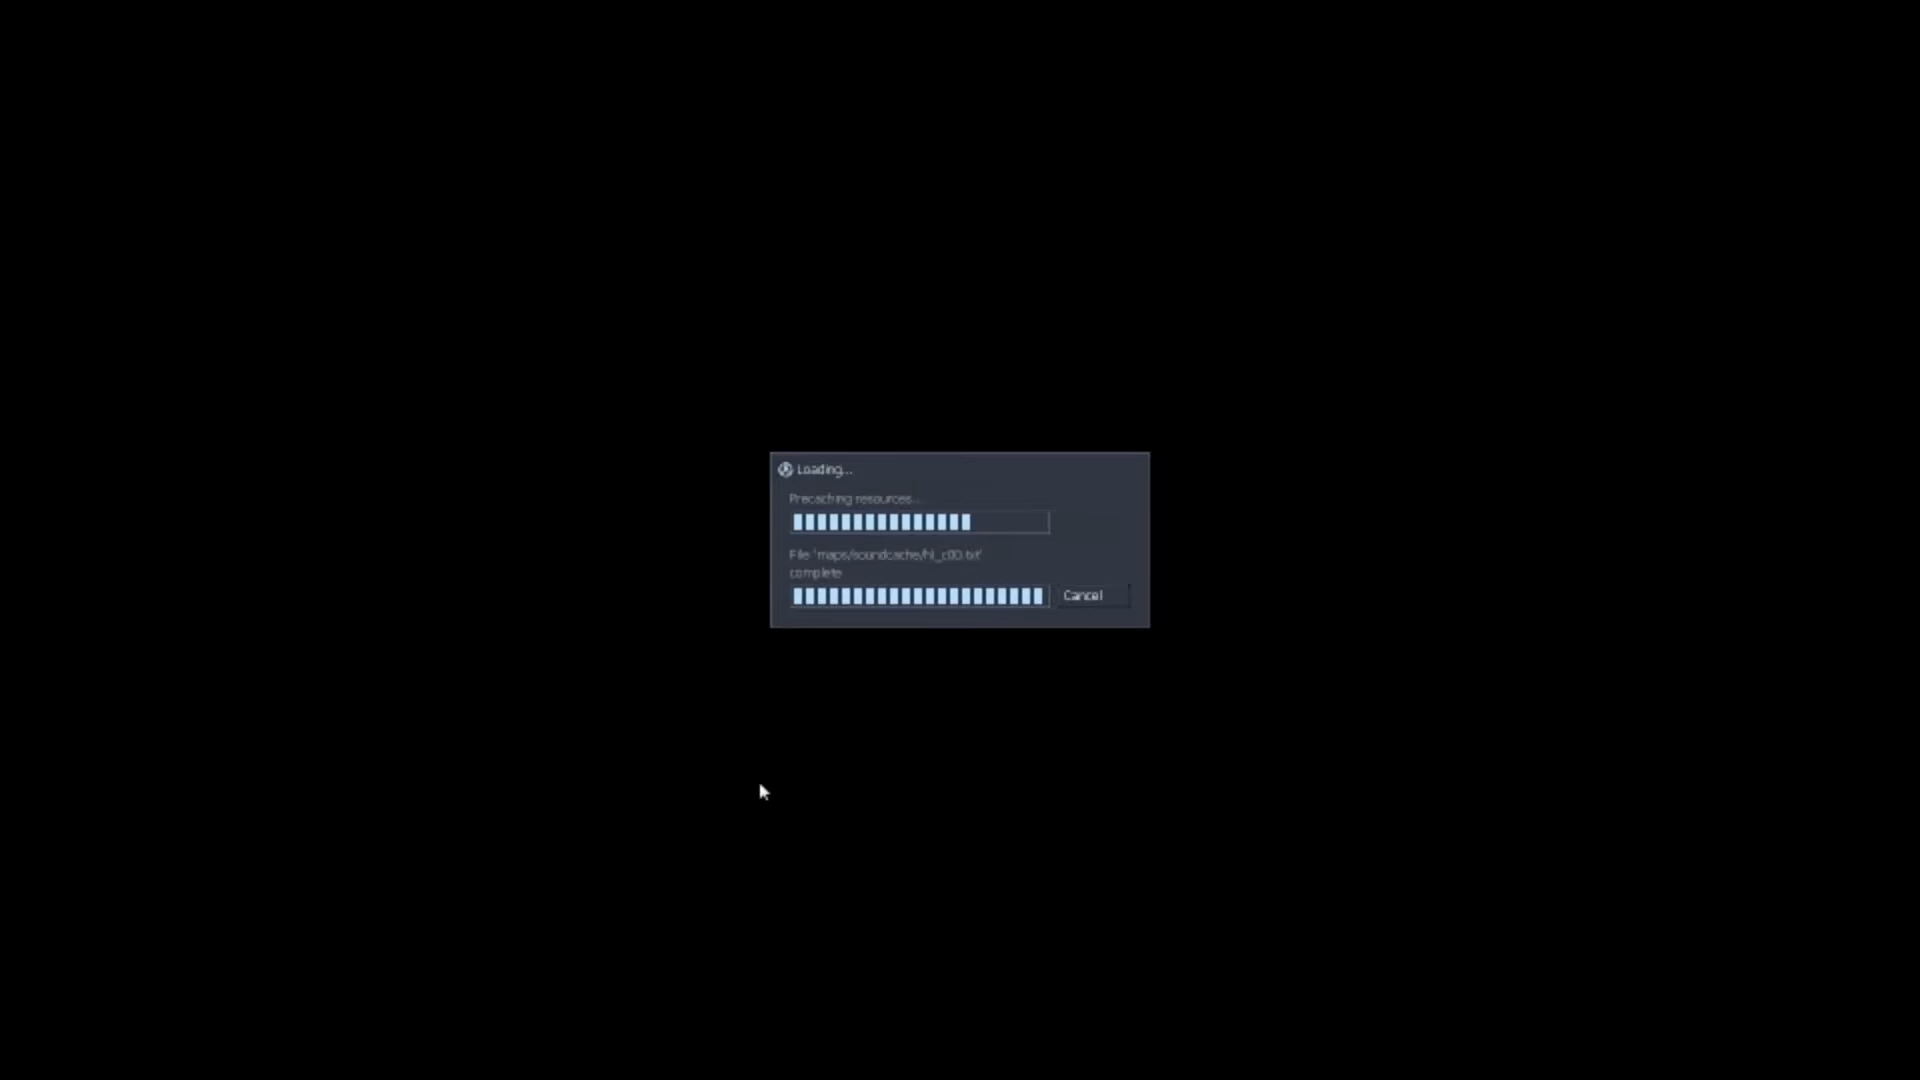 Loading...
Precaching resources...
File 'maps/soundcache/hl_c00.txt'
complete
Cancel